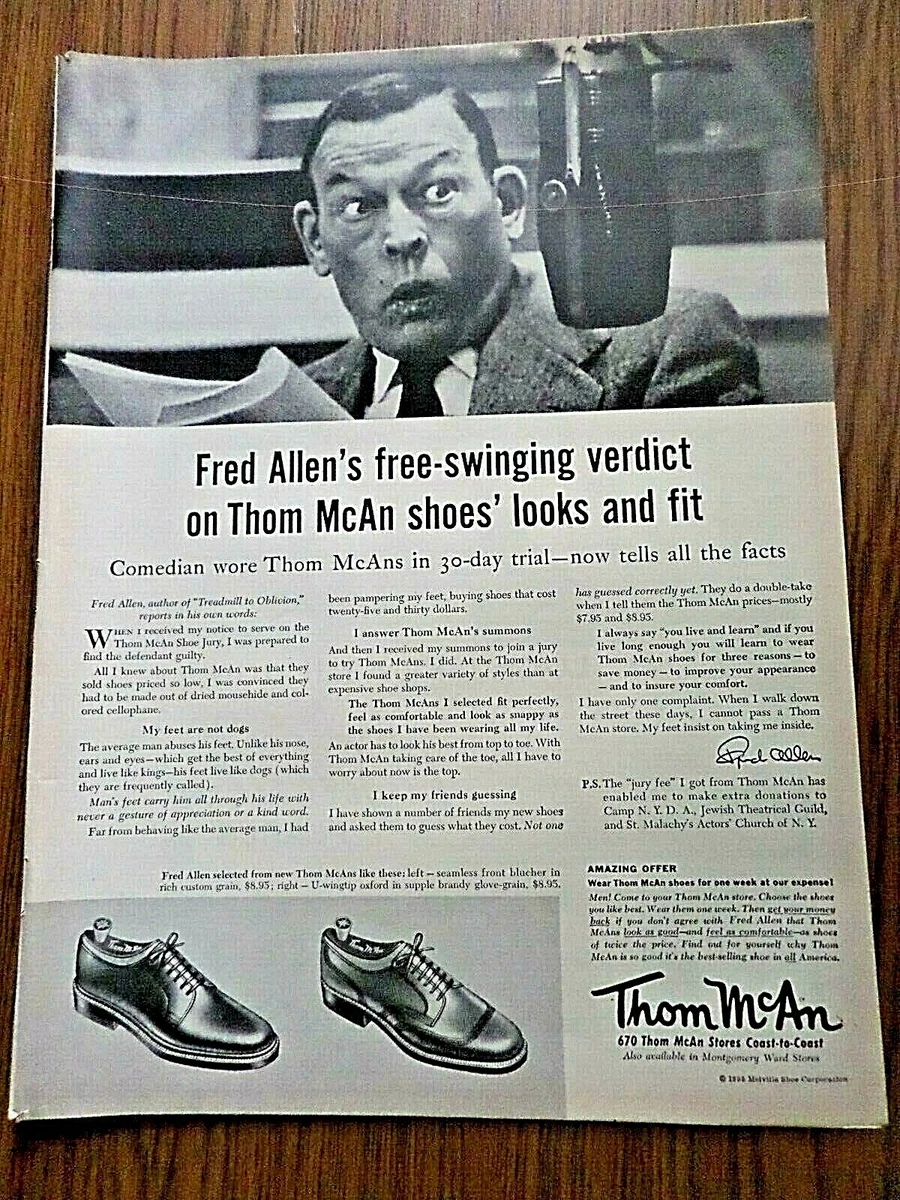 Fred Allen's free-swinging verdict
on Thom McAn shoes' looks and fit
Comedian wore Thom McAns in 30-day trial—now tells all the facts
Fred Allen, author of "Treadmill to Oblivion,"
reports in his own words:
WHEN I received my notice to serve on the
Thom McAn Shoe Jury, I was prepared to
find the defendant guilty.
All I knew about Thom McAn was that they
sold shoes priced so low, I was convinced they
had to be made out of dried mousehide and col-
ored cellophane.
My feet are not dogs
The average man abuses his feet. Unlike his nose,
ears and eyes—which get the best of everything
and live like kings—his feet live like dogs (which
they are frequently called).
Man's feet carry him all through his life with
never a gesture of appreciation or a kind word.
Far from behaving like the average man, I had
been pampering my feet, buying shoes that cost
twenty-five and thirty dollars.
I answer Thom McAn's summons
And then I received my summons to join a jury
to try Thom McAns. I did. At the Thom McAn
store I found a greater variety of styles than at
expensive shoe shops.
The Thom McAns I selected fit perfectly,
feel as comfortable and look as snappy as
the shoes I have been wearing all my life.
An actor has to look his best from top to toe. With
Thom McAn taking care of the toe, all I have to
worry about now is the top.
I keep my friends guessing
I have shown a number of friends my new shoes
and asked them to guess what they cost. Not one
has guessed correctly yet. They do a double-take
when I tell them the Thom McAn prices—mostly
$7.95 and $8.95.
I always say "you live and learn" and if you
live long enough you will learn to wear
Thom McAn shoes for three reasons—to
save money—to improve your appearance
—and to insure your comfort.
I have only one complaint. When I walk down
the street these days, I cannot pass a Thom
McAn store. My feet insist on taking me inside.
Fred Allen
P.S. The "jury fee" I got from Thom McAn has
enabled me to make extra donations to
Camp N. Y. D. A., Jewish Theatrical Guild,
and St. Malachy's Actors' Church of N. Y.
Fred Allen selected from new Thom McAns like these: left — seamless front blucher in
rich custom grain, $8.95; right — U-wingtip oxford in supple brandy glove-grain, $8.95.
Thom McAn
Thom McAn
AMAZING OFFER
Wear Thom McAn shoes for one week at our expense!
Men! Come to your Thom McAn store. Choose the shoes
you like best. Wear them one week. Then get your money
back if you don't agree with Fred Allen that Thom
McAns look as good—and feel as comfortable—as shoes
of twice the price. Find out for yourself why Thom
McAn is so good it's the best-selling shoe in all America.
Thom McAn
670 Thom McAn Stores Coast-to-Coast
Also available in Montgomery Ward Stores
© Melville Shoe Corporation